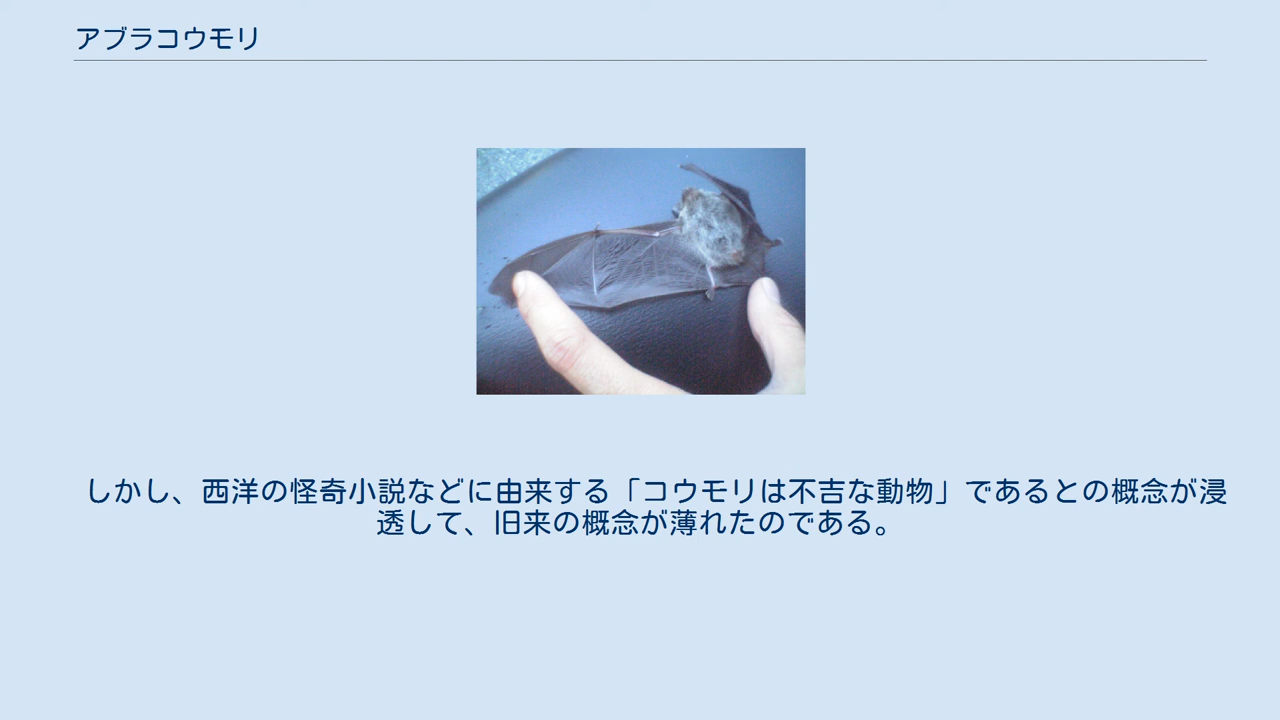 アブラコウモリ
しかし、西洋の怪奇小説などに由来する「コウモリは不吉な動物」であるとの概念が浸
透して、旧来の概念が薄れたのである。